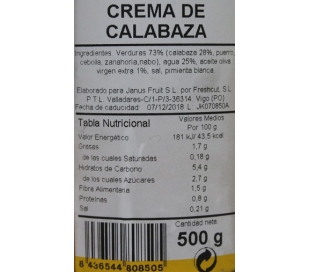 CREMA DE
CALABAZA
Ingredientes: Verduras 73% (calabaza 28%, puerro,
cebolla, zanahoria,nabo), agua 25%, aceite oliva
virgen extra 1%, sal, pimienta blanca
Elaborado para Janus Fruit S.L. por Freshcut, S.L
P.T.L. Valladares-C/1-P/3-36314. Vigo (PO)
Fecha de caducidad 07/12/2018 L: JK070850A
Tabla Nutricional
Valores Medios
Por 100 g
Valor Energético 181 kJ/ 43,5 kcal
Grasas 1,7 g
de las cuales Saturadas 0,18 g
Hidratos de Carbono 5,4 g
de los cuales Azúcares 2,7 g
Fibra Alimentaria 1,5 g
Proteínas 0,8 g
Sal 0,21 g
Cantidad neta
500 g
8 436544 808505